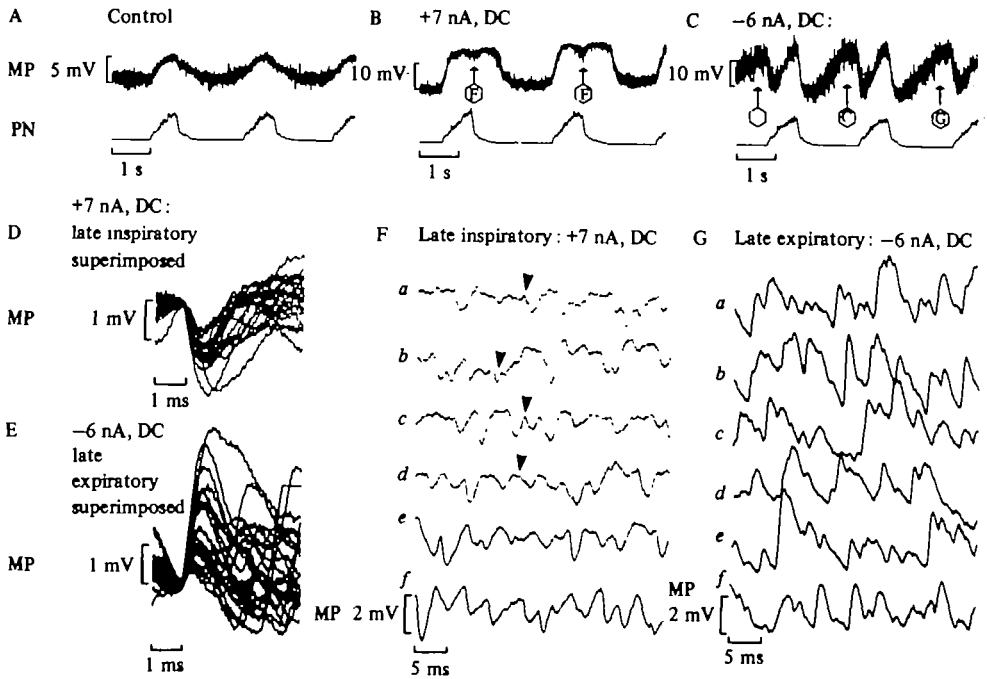 A Control
B +7 nA, DC
C −6 nA, DC:
MP 5 mV
10 mV
10 mV
F
F
G
PN
1 s
1 s
1 s
+7 nA, DC:
D late inspiratory
superimposed
MP 1 mV
1 ms
E −6 nA, DC
late
expiratory
superimposed
MP 1 mV
1 ms
F Late inspiratory: +7 nA, DC
a
b
c
d
e
f
MP 2 mV
5 ms
G Late expiratory: −6 nA, DC
a
b
c
d
e
f
MP
2 mV
5 ms